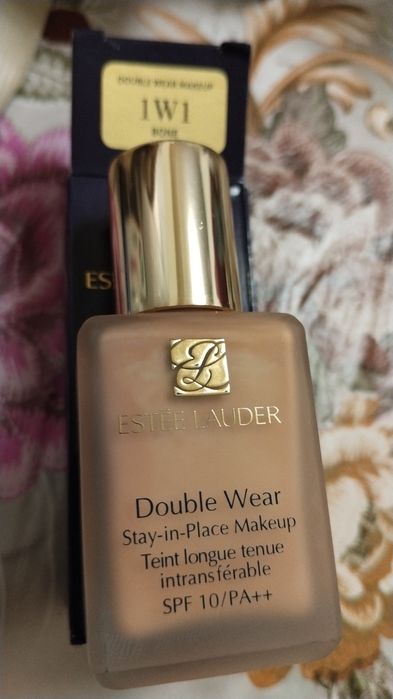 DOUBLE WEAR MAKEUP
1W1
BONE
ES
ESTĒE LAUDER
Double Wear
Stay-in-Place Makeup
Teint longue tenue
intransférable
SPF 10/PA++